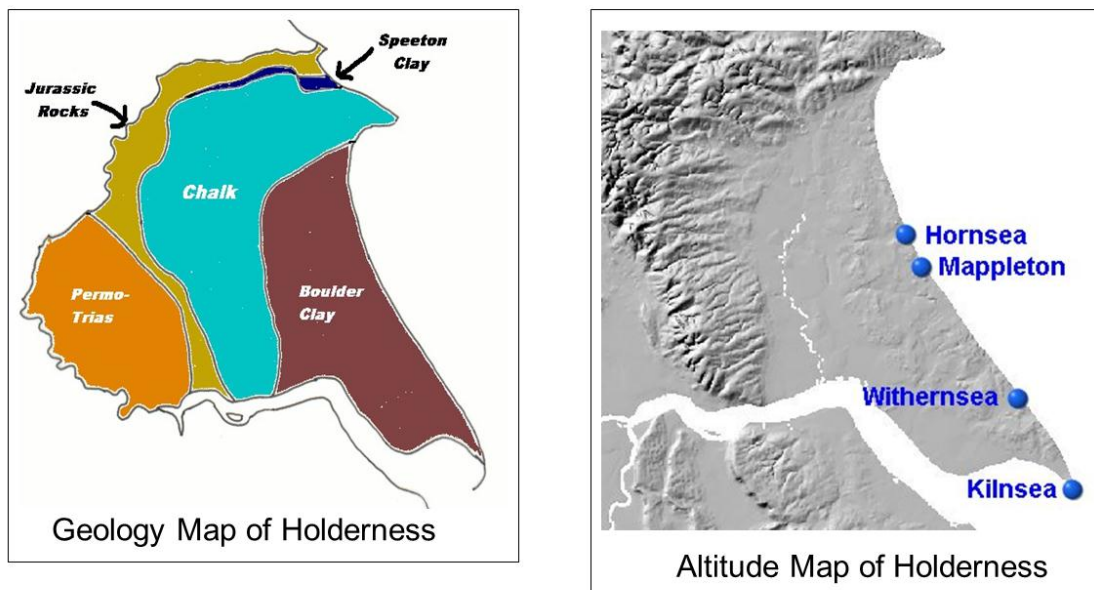 Speeton
Clay
Jurassic
Rocks
Chalk
Permo-
Trias
Boulder
Clay
Geology Map of Holderness
Hornsea
Mappleton
Withernsea
Kilnsea
Altitude Map of Holderness